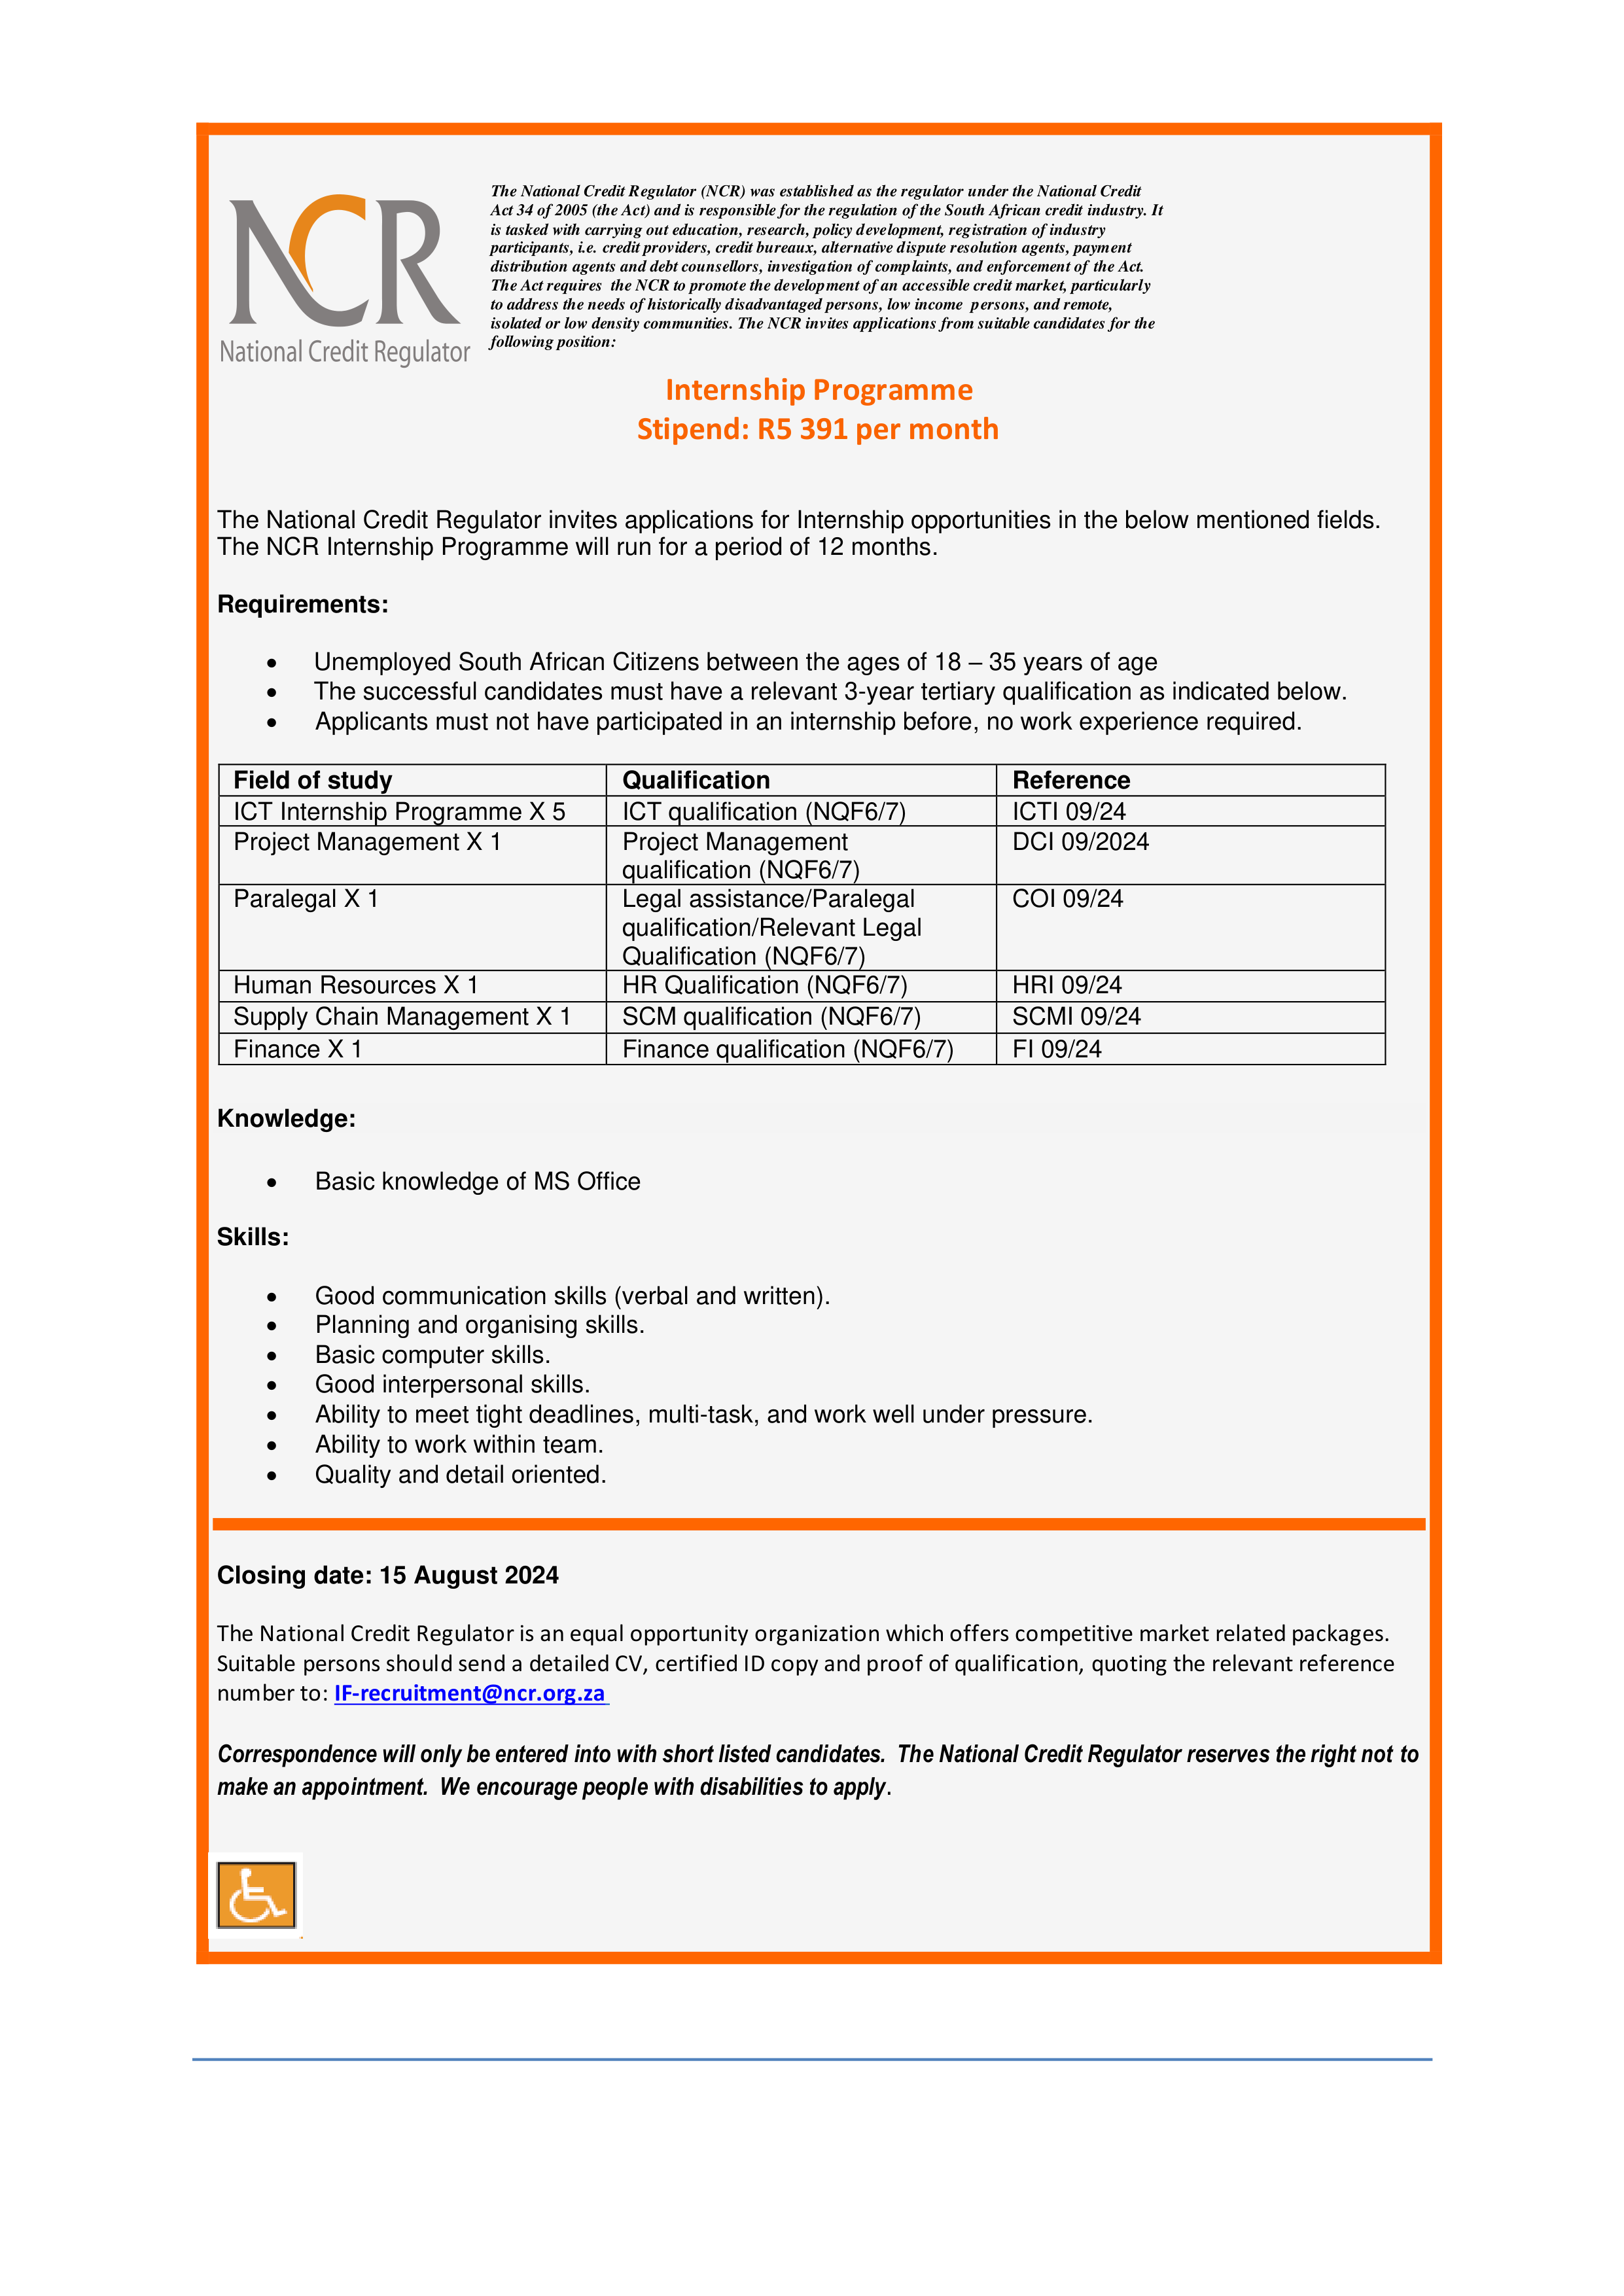 NCR
National Credit Regulator
The National Credit Regulator (NCR) was established as the regulator under the National Credit
Act 34 of 2005 (the Act) and is responsible for the regulation of the South African credit industry. It
is tasked with carrying out education, research, policy development, registration of industry
participants, i.e. credit providers, credit bureaux, alternative dispute resolution agents, payment
distribution agents and debt counsellors, investigation of complaints, and enforcement of the Act.
The Act requires the NCR to promote the development of an accessible credit market, particularly
to address the needs of historically disadvantaged persons, low income persons, and remote,
isolated or low density communities. The NCR invites applications from suitable candidates for the
following position:
Internship Programme
Stipend: R5 391 per month
The National Credit Regulator invites applications for Internship opportunities in the below mentioned fields.
The NCR Internship Programme will run for a period of 12 months.
Requirements:
• Unemployed South African Citizens between the ages of 18 – 35 years of age
• The successful candidates must have a relevant 3-year tertiary qualification as indicated below.
• Applicants must not have participated in an internship before, no work experience required.
Field of study Qualification Reference
ICT Internship Programme X 5 ICT qualification (NQF6/7) ICTI 09/24
Project Management X 1 Project Management DCI 09/2024
qualification (NQF6/7)
Paralegal X 1 Legal assistance/Paralegal COI 09/24
qualification/Relevant Legal
Qualification (NQF6/7)
Human Resources X 1 HR Qualification (NQF6/7) HRI 09/24
Supply Chain Management X 1 SCM qualification (NQF6/7) SCMI 09/24
Finance X 1 Finance qualification (NQF6/7) FI 09/24
Knowledge:
• Basic knowledge of MS Office
Skills:
• Good communication skills (verbal and written).
• Planning and organising skills.
• Basic computer skills.
• Good interpersonal skills.
• Ability to meet tight deadlines, multi-task, and work well under pressure.
• Ability to work within team.
• Quality and detail oriented.
Closing date: 15 August 2024
The National Credit Regulator is an equal opportunity organization which offers competitive market related packages.
Suitable persons should send a detailed CV, certified ID copy and proof of qualification, quoting the relevant reference
number to: IF-recruitment@ncr.org.za
Correspondence will only be entered into with short listed candidates. The National Credit Regulator reserves the right not to
make an appointment. We encourage people with disabilities to apply.